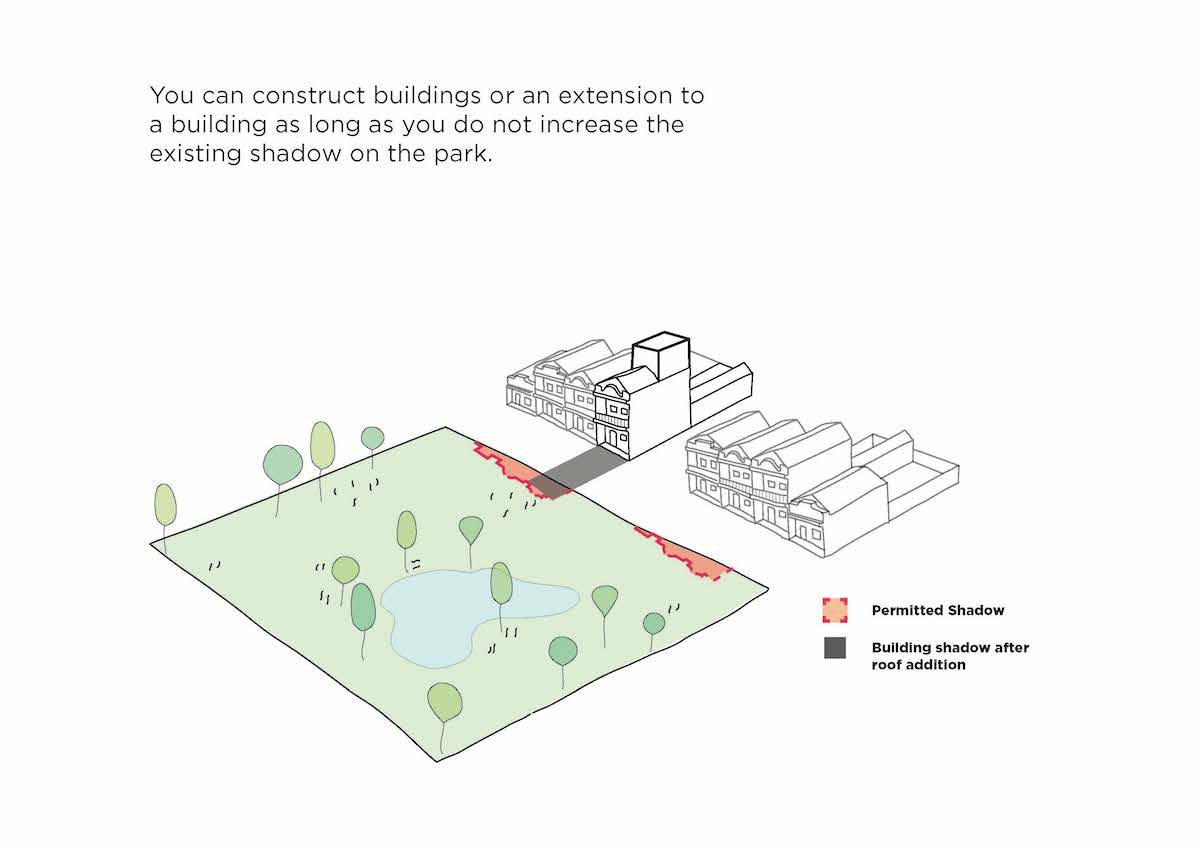 You can construct buildings or an extension to
a building as long as you do not increase the
existing shadow on the park.
Permitted Shadow
Building shadow after
roof addition